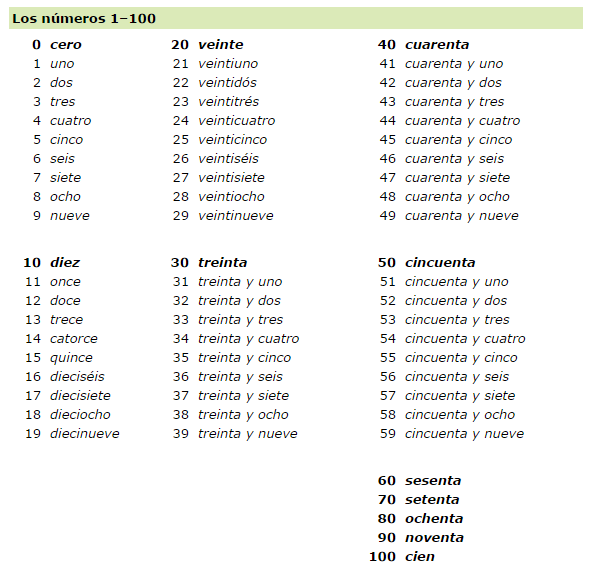 Los números 1–100
0 cero
1 uno
2 dos
3 tres
4 cuatro
5 cinco
6 seis
7 siete
8 ocho
9 nueve
10 diez
11 once
12 doce
13 trece
14 catorce
15 quince
16 dieciséis
17 diecisiete
18 dieciocho
19 diecinueve
20 veinte
21 veintiuno
22 veintidós
23 veintitrés
24 veinticuatro
25 veinticinco
26 veintiséis
27 veintisiete
28 veintiocho
29 veintinueve
30 treinta
31 treinta y uno
32 treinta y dos
33 treinta y tres
34 treinta y cuatro
35 treinta y cinco
36 treinta y seis
37 treinta y siete
38 treinta y ocho
39 treinta y nueve
40 cuarenta
41 cuarenta y uno
42 cuarenta y dos
43 cuarenta y tres
44 cuarenta y cuatro
45 cuarenta y cinco
46 cuarenta y seis
47 cuarenta y siete
48 cuarenta y ocho
49 cuarenta y nueve
50 cincuenta
51 cincuenta y uno
52 cincuenta y dos
53 cincuenta y tres
54 cincuenta y cuatro
55 cincuenta y cinco
56 cincuenta y seis
57 cincuenta y siete
58 cincuenta y ocho
59 cincuenta y nueve
60 sesenta
70 setenta
80 ochenta
90 noventa
100 cien